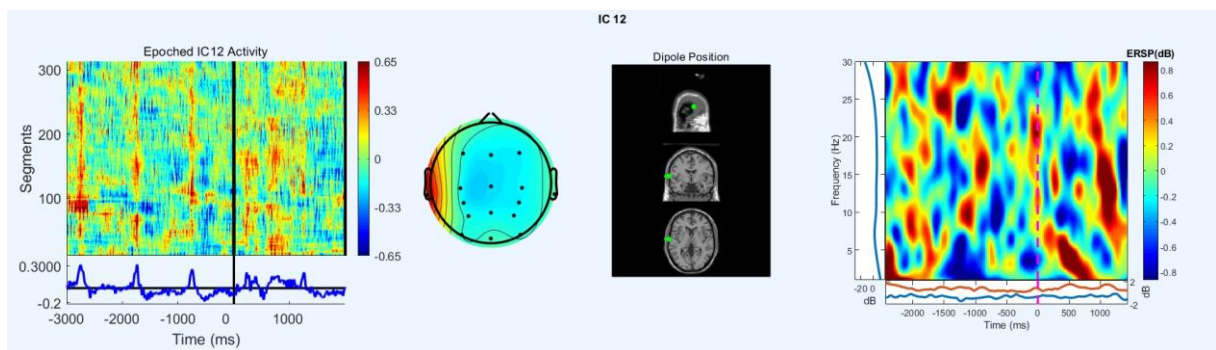 IC 12
Epoched IC12 Activity
Segments
300
200
100
0.65
0.33
0
-0.33
-0.65
0.3000
-0.2
-3000 -2000 -1000 0 1000
Time (ms)
Dipole Position
ERSP(dB)
Frequency (Hz)
30
25
20
15
10
5
0.8
0.6
0.4
0.2
0
-0.2
-0.4
-0.6
-0.8
-20 0
dB
2
-2
dB
-2000 -1500 -1000 -500 0 500 1000
Time (ms)